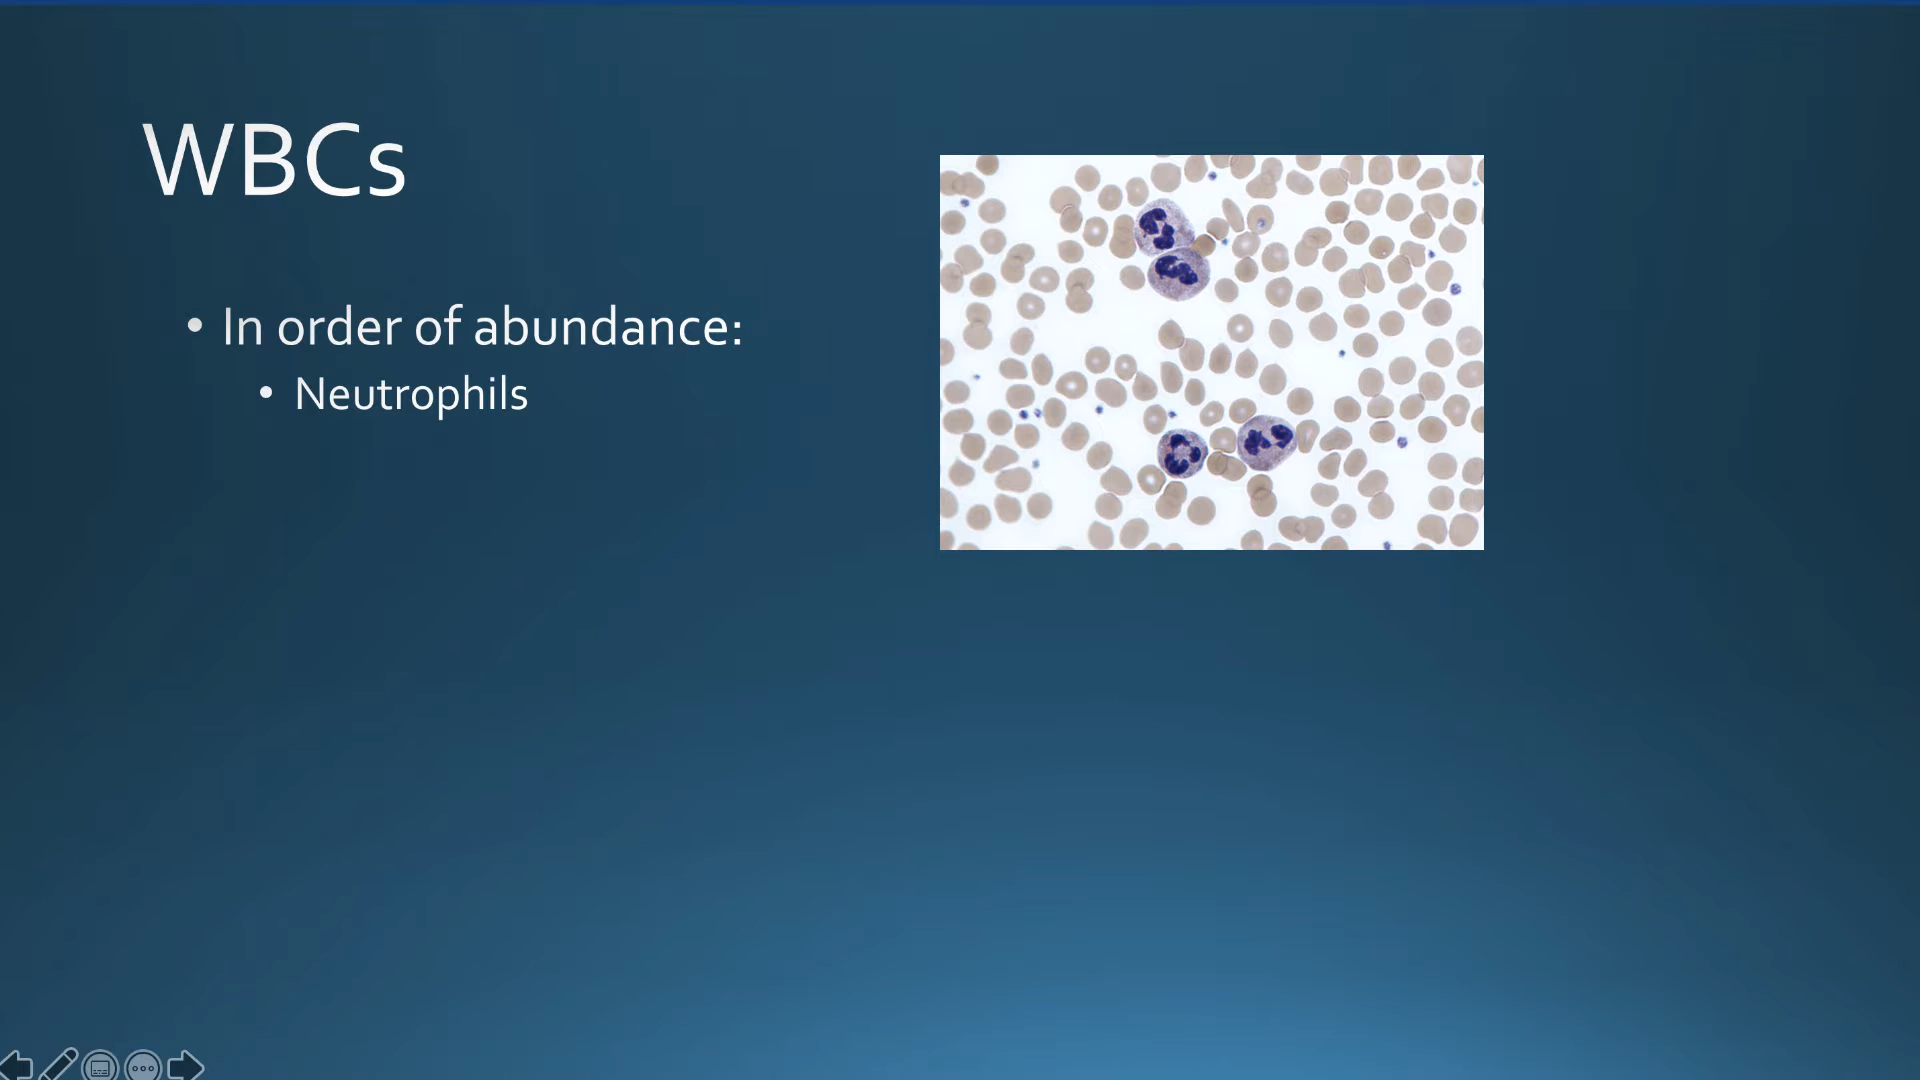 WBCs
• In order of abundance:
• Neutrophils